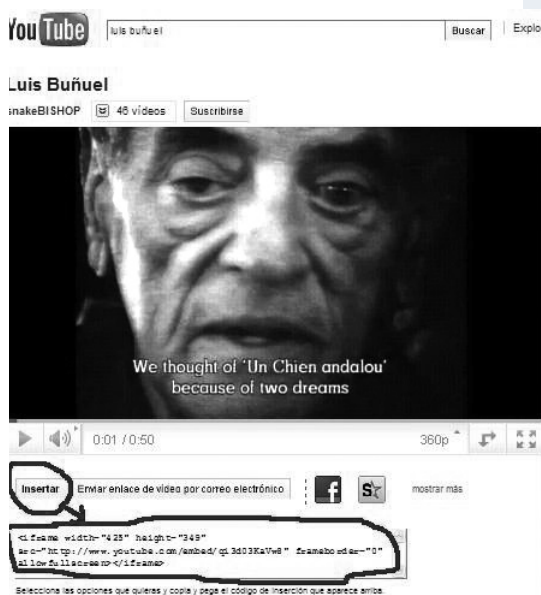 You Tube
luis buñuel
Buscar
Explo
Luis Buñuel
snakeBISHOP
46 vídeos
Suscribirse
We thought of 'Un Chien andalou'
because of two dreams
0:01 / 0:50
360p
Insertar
Enviar enlace de vídeo por correo electrónico
f
S
mostrar más
<iframe width="425" height="349"
src="http://www.youtube.com/embed/qi3d03KaVw8" frameborder="0"
allowfullscreen></iframe>
Selecciona las opciones que quieras y copia y pega el código de inserción que aparece arriba.